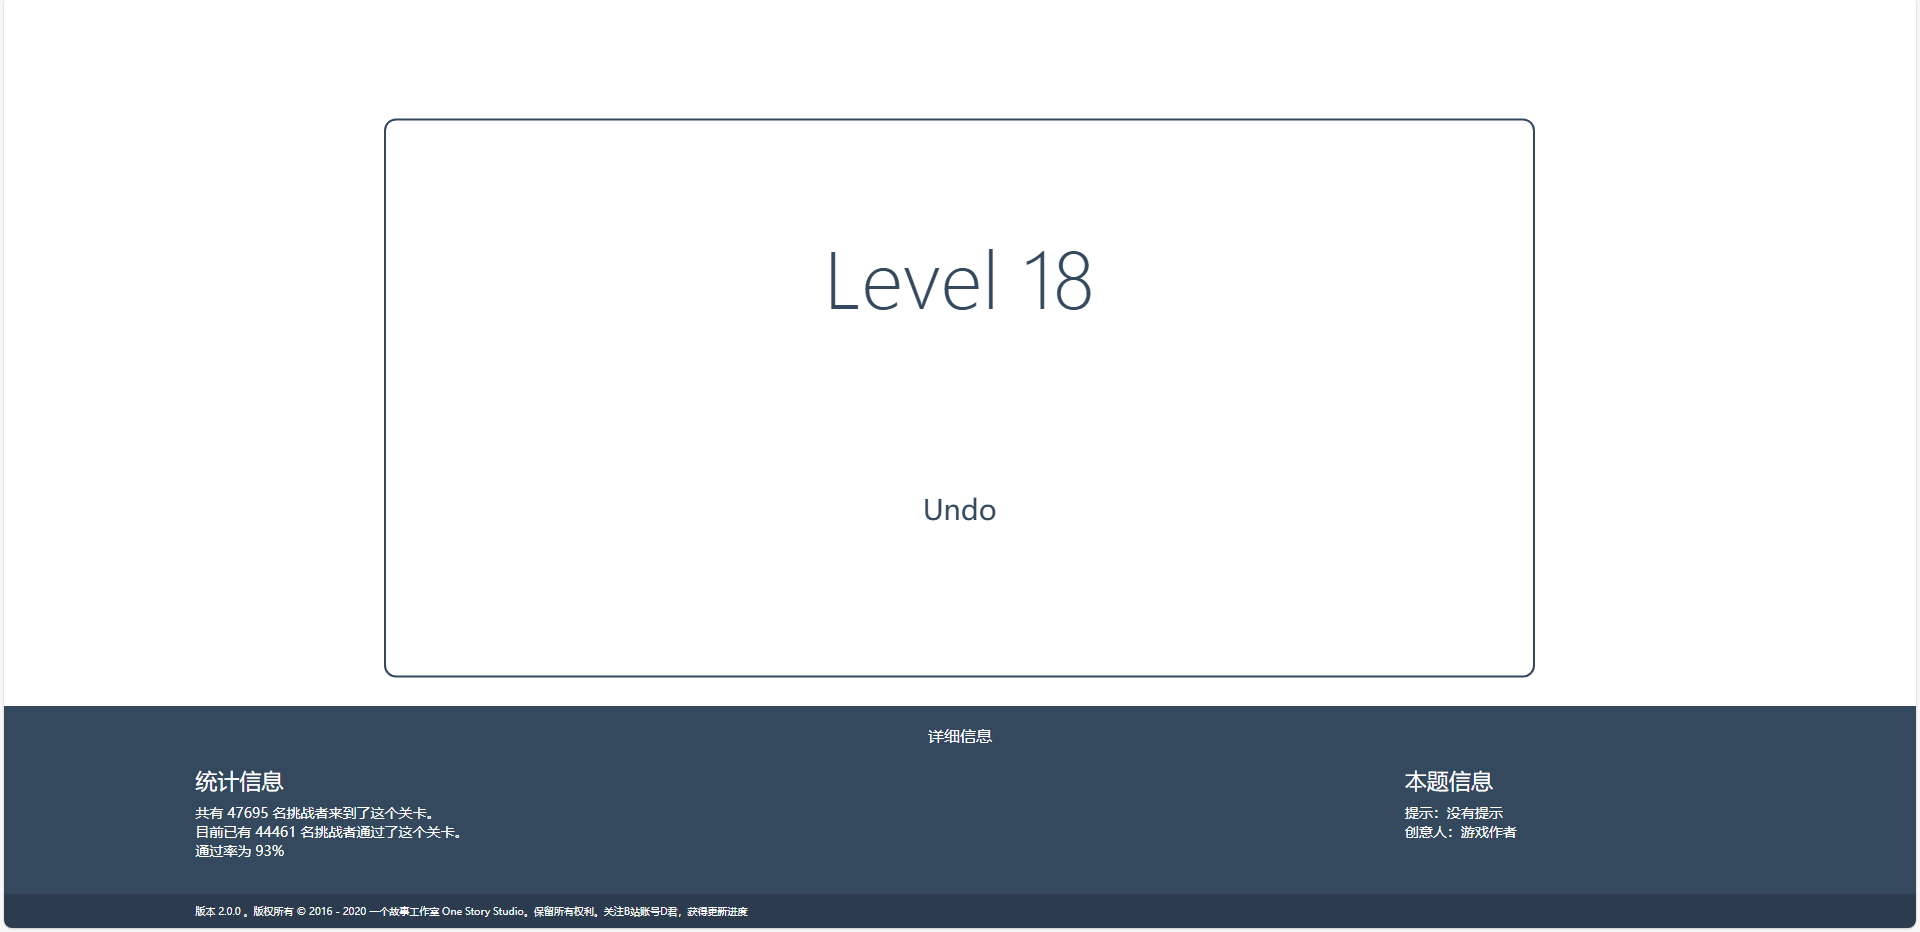 Level 18
Undo
详细信息
统计信息
共有 47695 名挑战者来到了这个关卡。
目前已有 44461 名挑战者通过了这个关卡。
通过率为 93%
本题信息
提示：没有提示
创意人：游戏作者
版本 2.0.0 。版权所有 © 2016 - 2020 一个故事工作室 One Story Studio。保留所有权利。关注B站账号D君，获得更新进度